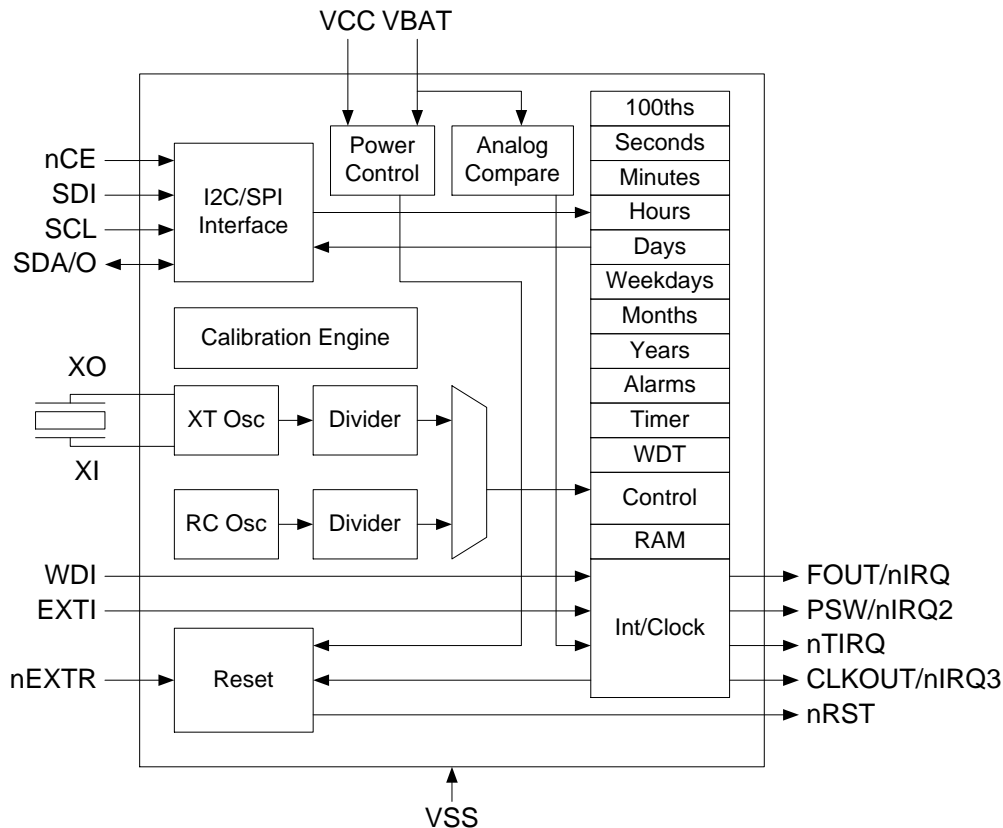 VCC VBAT
nCE
SDI
SCL
SDA/O
I2C/SPI
Interface
Power
Control
Analog
Compare
100ths
Seconds
Minutes
Hours
Days
Weekdays
Months
Years
Alarms
Timer
WDT
Control
RAM
Int/Clock
Calibration Engine
XO
XI
XT Osc
Divider
RC Osc
Divider
WDI
EXTI
nEXTR
Reset
FOUT/nIRQ
PSW/nIRQ2
nTIRQ
CLKOUT/nIRQ3
nRST
VSS